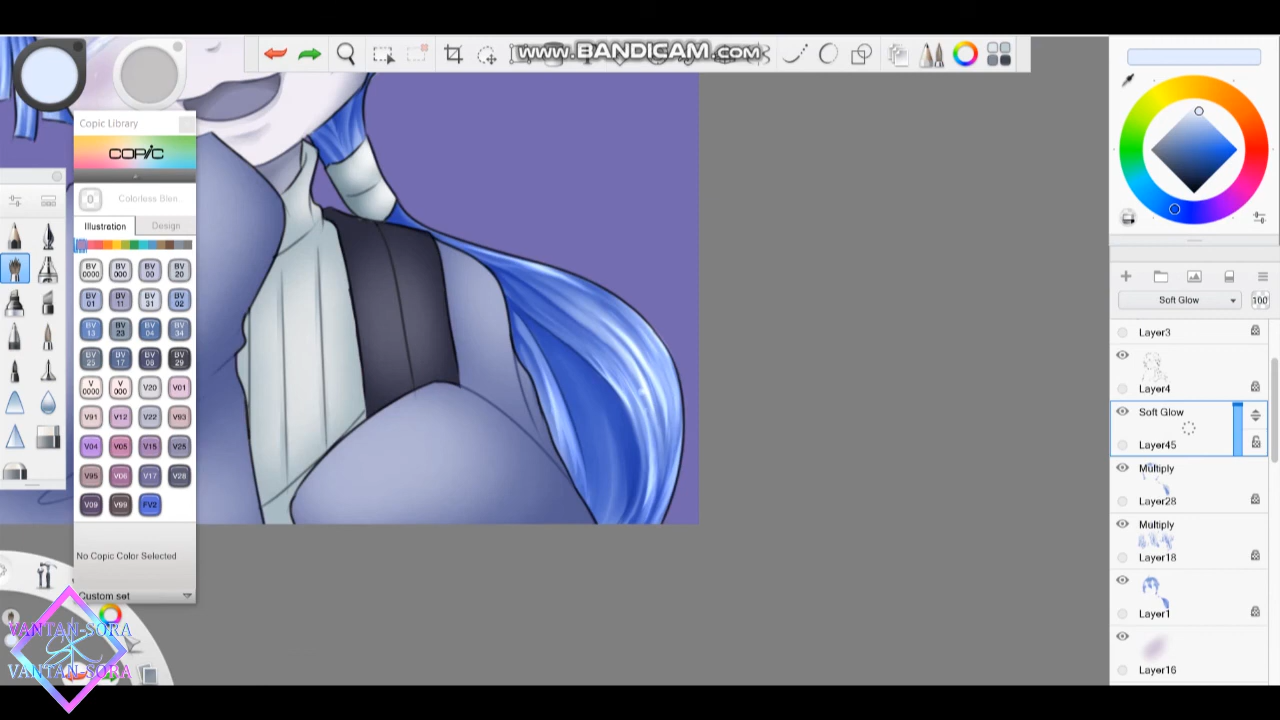 www.BANDICAM.com
Copic Library
COPIC
0 Colorless Blen
Illustration Design
BV 0000 BV 000 BV 00 BV 20
BV 01 BV 11 BV 31 BV 02
BV 13 BV 23 BV 04 BV 34
BV 25 BV 17 BV 08 BV 29
V 0000 V 000 V20 V01
V91 V12 V22 V93
V04 V05 V15 V25
V95 V06 V17 V28
V09 V99 FV2
No Copic Color Selected
Custom set
VANTAN-SORA
VANTAN-SORA
Soft Glow 100
Layer3
Layer4
Soft Glow
Layer45
Multiply
Layer28
Multiply
Layer18
Layer1
Layer16